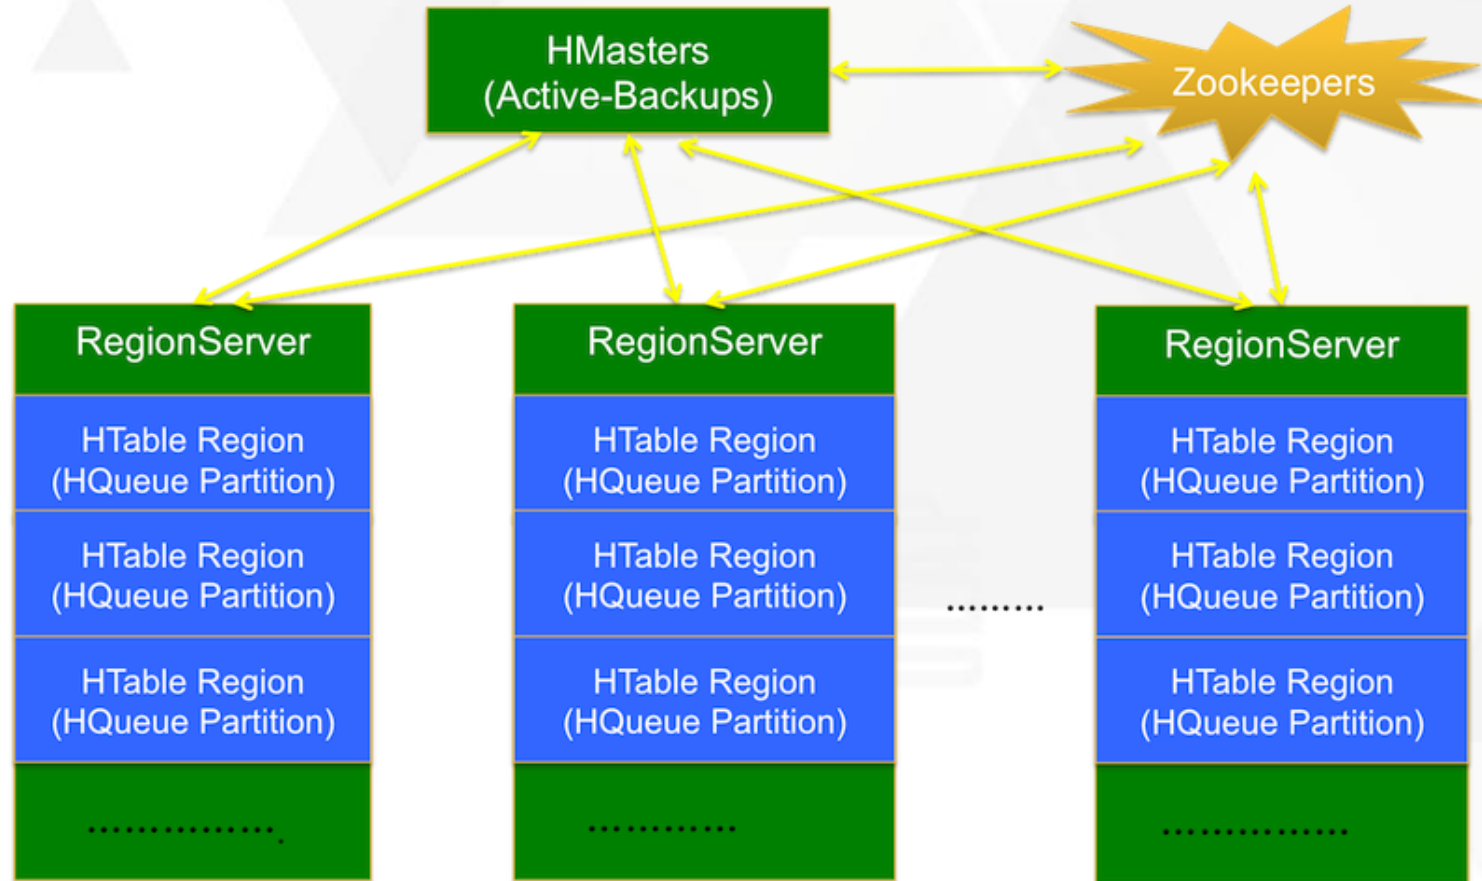 HMasters
(Active-Backups)
Zookeepers
RegionServer
HTable Region
(HQueue Partition)
HTable Region
(HQueue Partition)
HTable Region
(HQueue Partition)
...............
RegionServer
HTable Region
(HQueue Partition)
HTable Region
(HQueue Partition)
HTable Region
(HQueue Partition)
............
.........
RegionServer
HTable Region
(HQueue Partition)
HTable Region
(HQueue Partition)
HTable Region
(HQueue Partition)
...............